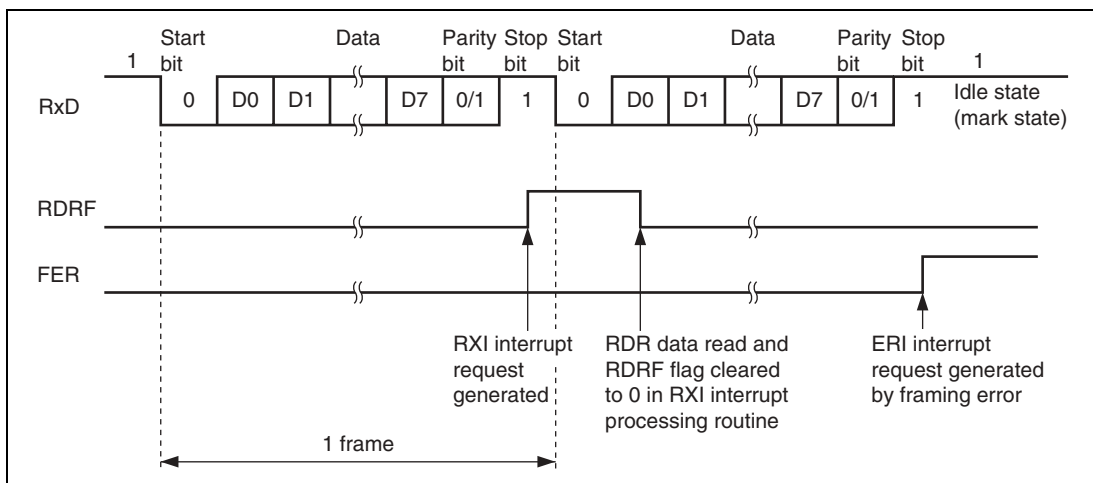 Start Data Parity Stop Start Data Parity Stop
1 bit bit bit bit bit bit 1
RxD 0 D0 D1 D7 0/1 1 0 D0 D1 D7 0/1 1 Idle state
(mark state)
RDRF
FER
RXI interrupt
request
generated
RDR data read and
RDRF flag cleared
to 0 in RXI interrupt
processing routine
ERI interrupt
request generated
by framing error
1 frame